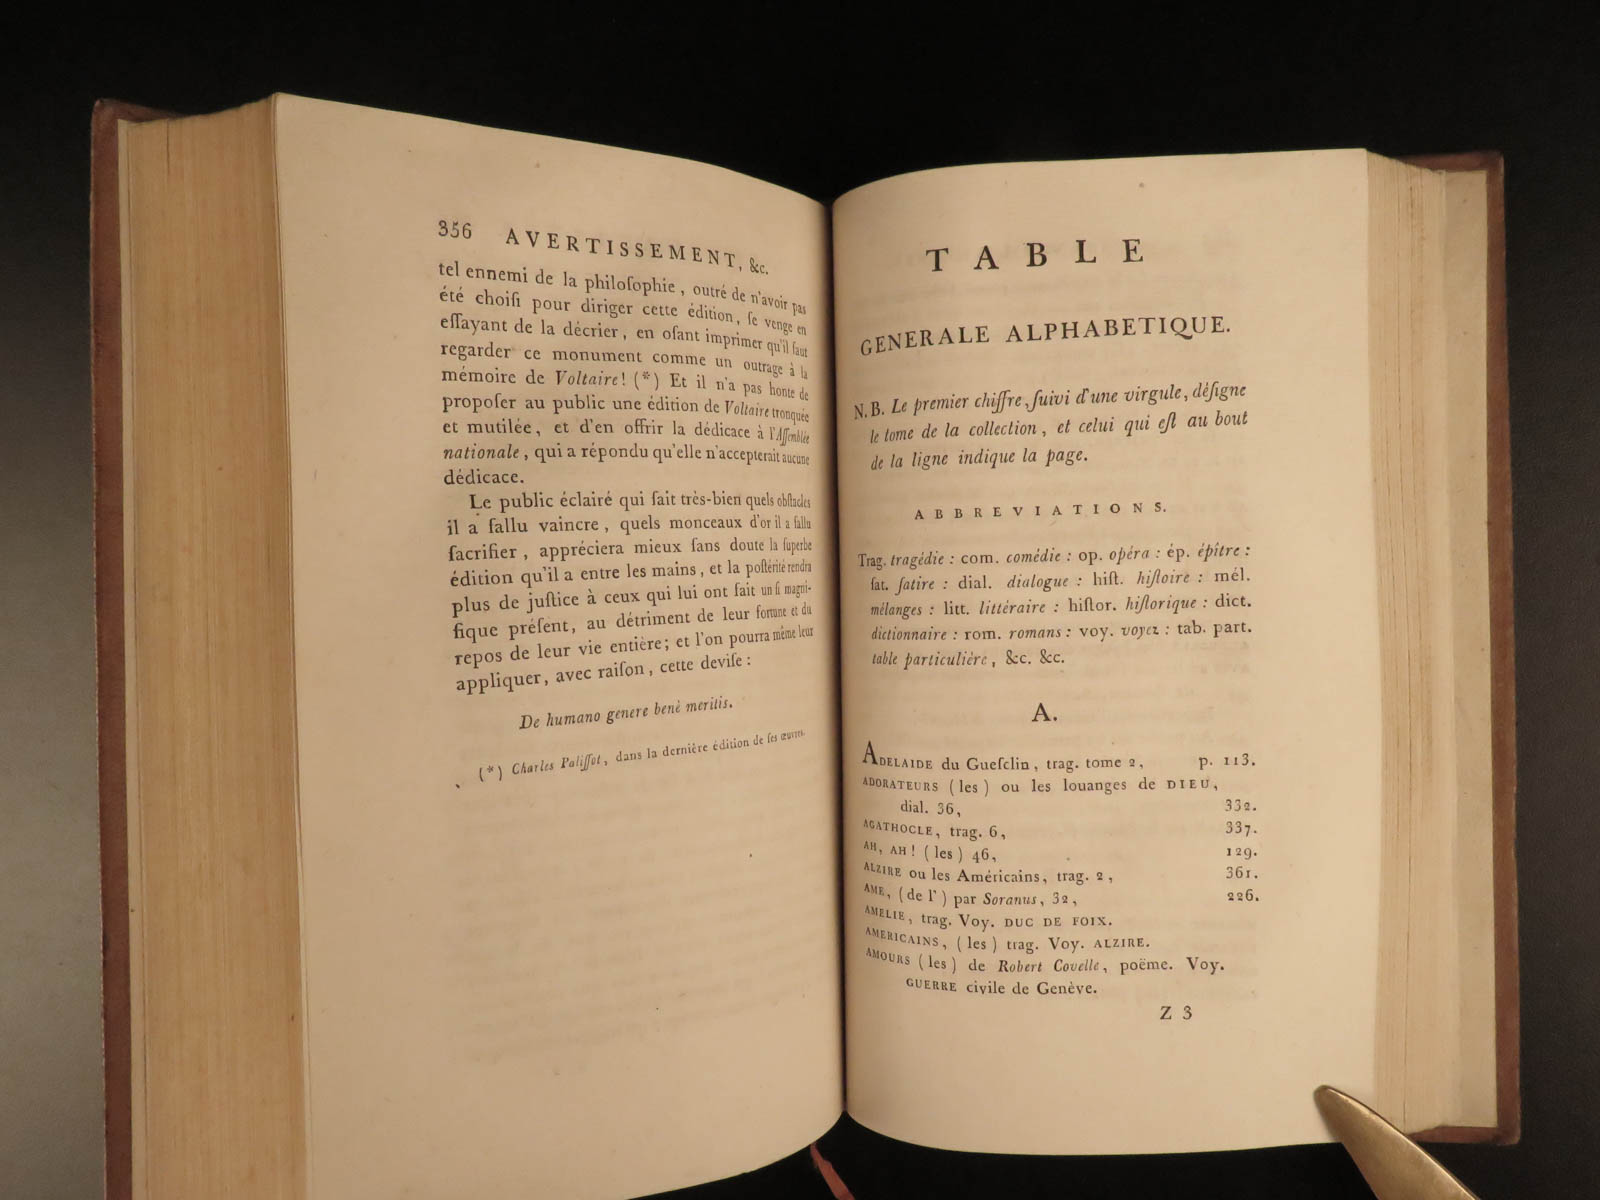 356 AVERTISSEMENT, &c.
tel ennemi de la philoſophie, outré de n'avoir pas
été choiſi pour diriger cette édition, ſe venge en
eſſayant de la décrier, en oſant imprimer qu'il faut
regarder ce monument comme un outrage à la
mémoire de Voltaire! (*) Et il n'a pas honte de
propoſer au public une édition de Voltaire tronquée
et mutilée, et d'en offrir la dédicace à l'Aſſemblée
nationale, qui a répondu qu'elle n'accepterait aucune
dédicace.
Le public éclairé qui ſait très-bien quels obſtacles
il a fallu vaincre, quels monceaux d'or il a fallu
ſacrifier, appréciera mieux ſans doute la ſuperbe
édition qu'il a entre les mains, et la poſtérité rendra
plus de juſtice à ceux qui lui ont fait un ſi magni-
fique préſent, au détriment de leur fortune et du
repos de leur vie entière; et l'on pourra même leur
appliquer, avec raiſon, cette deviſe :
De humano genere benè meritis.
(*) Charles Paliſſot, dans la dernière édition de ſes œuvres.
TABLE
GENERALE ALPHABETIQUE.
N.B. Le premier chiffre, ſuivi d'une virgule, déſigne
le tome de la collection, et celui qui eſt au bout
de la ligne indique la page.
ABBREVIATIONS.
Trag. tragédie : com. comédie : op. opéra : ép. épître :
ſat. ſatire : dial. dialogue : hiſt. hiſtoire : mél.
mélanges : litt. littéraire : hiſtor. hiſtorique : dict.
dictionnaire : rom. romans : voy. voyez : tab. part.
table particulière, &c. &c.
A.
ADELAIDE du Gueſclin, trag. tome 2, p. 113.
ADORATEURS (les) ou les louanges de DIEU,
dial. 36, 332.
AGATHOCLE, trag. 6, 337.
AH, AH! (les) 46, 129.
ALZIRE ou les Américains, trag. 2, 361.
AME, (de l') par Soranus, 32, 226.
AMELIE, trag. Voy. DUC DE FOIX.
AMERICAINS, (les) trag. Voy. ALZIRE.
AMOURS (les) de Robert Covelle, poëme. Voy.
GUERRE civile de Genève.
Z 3